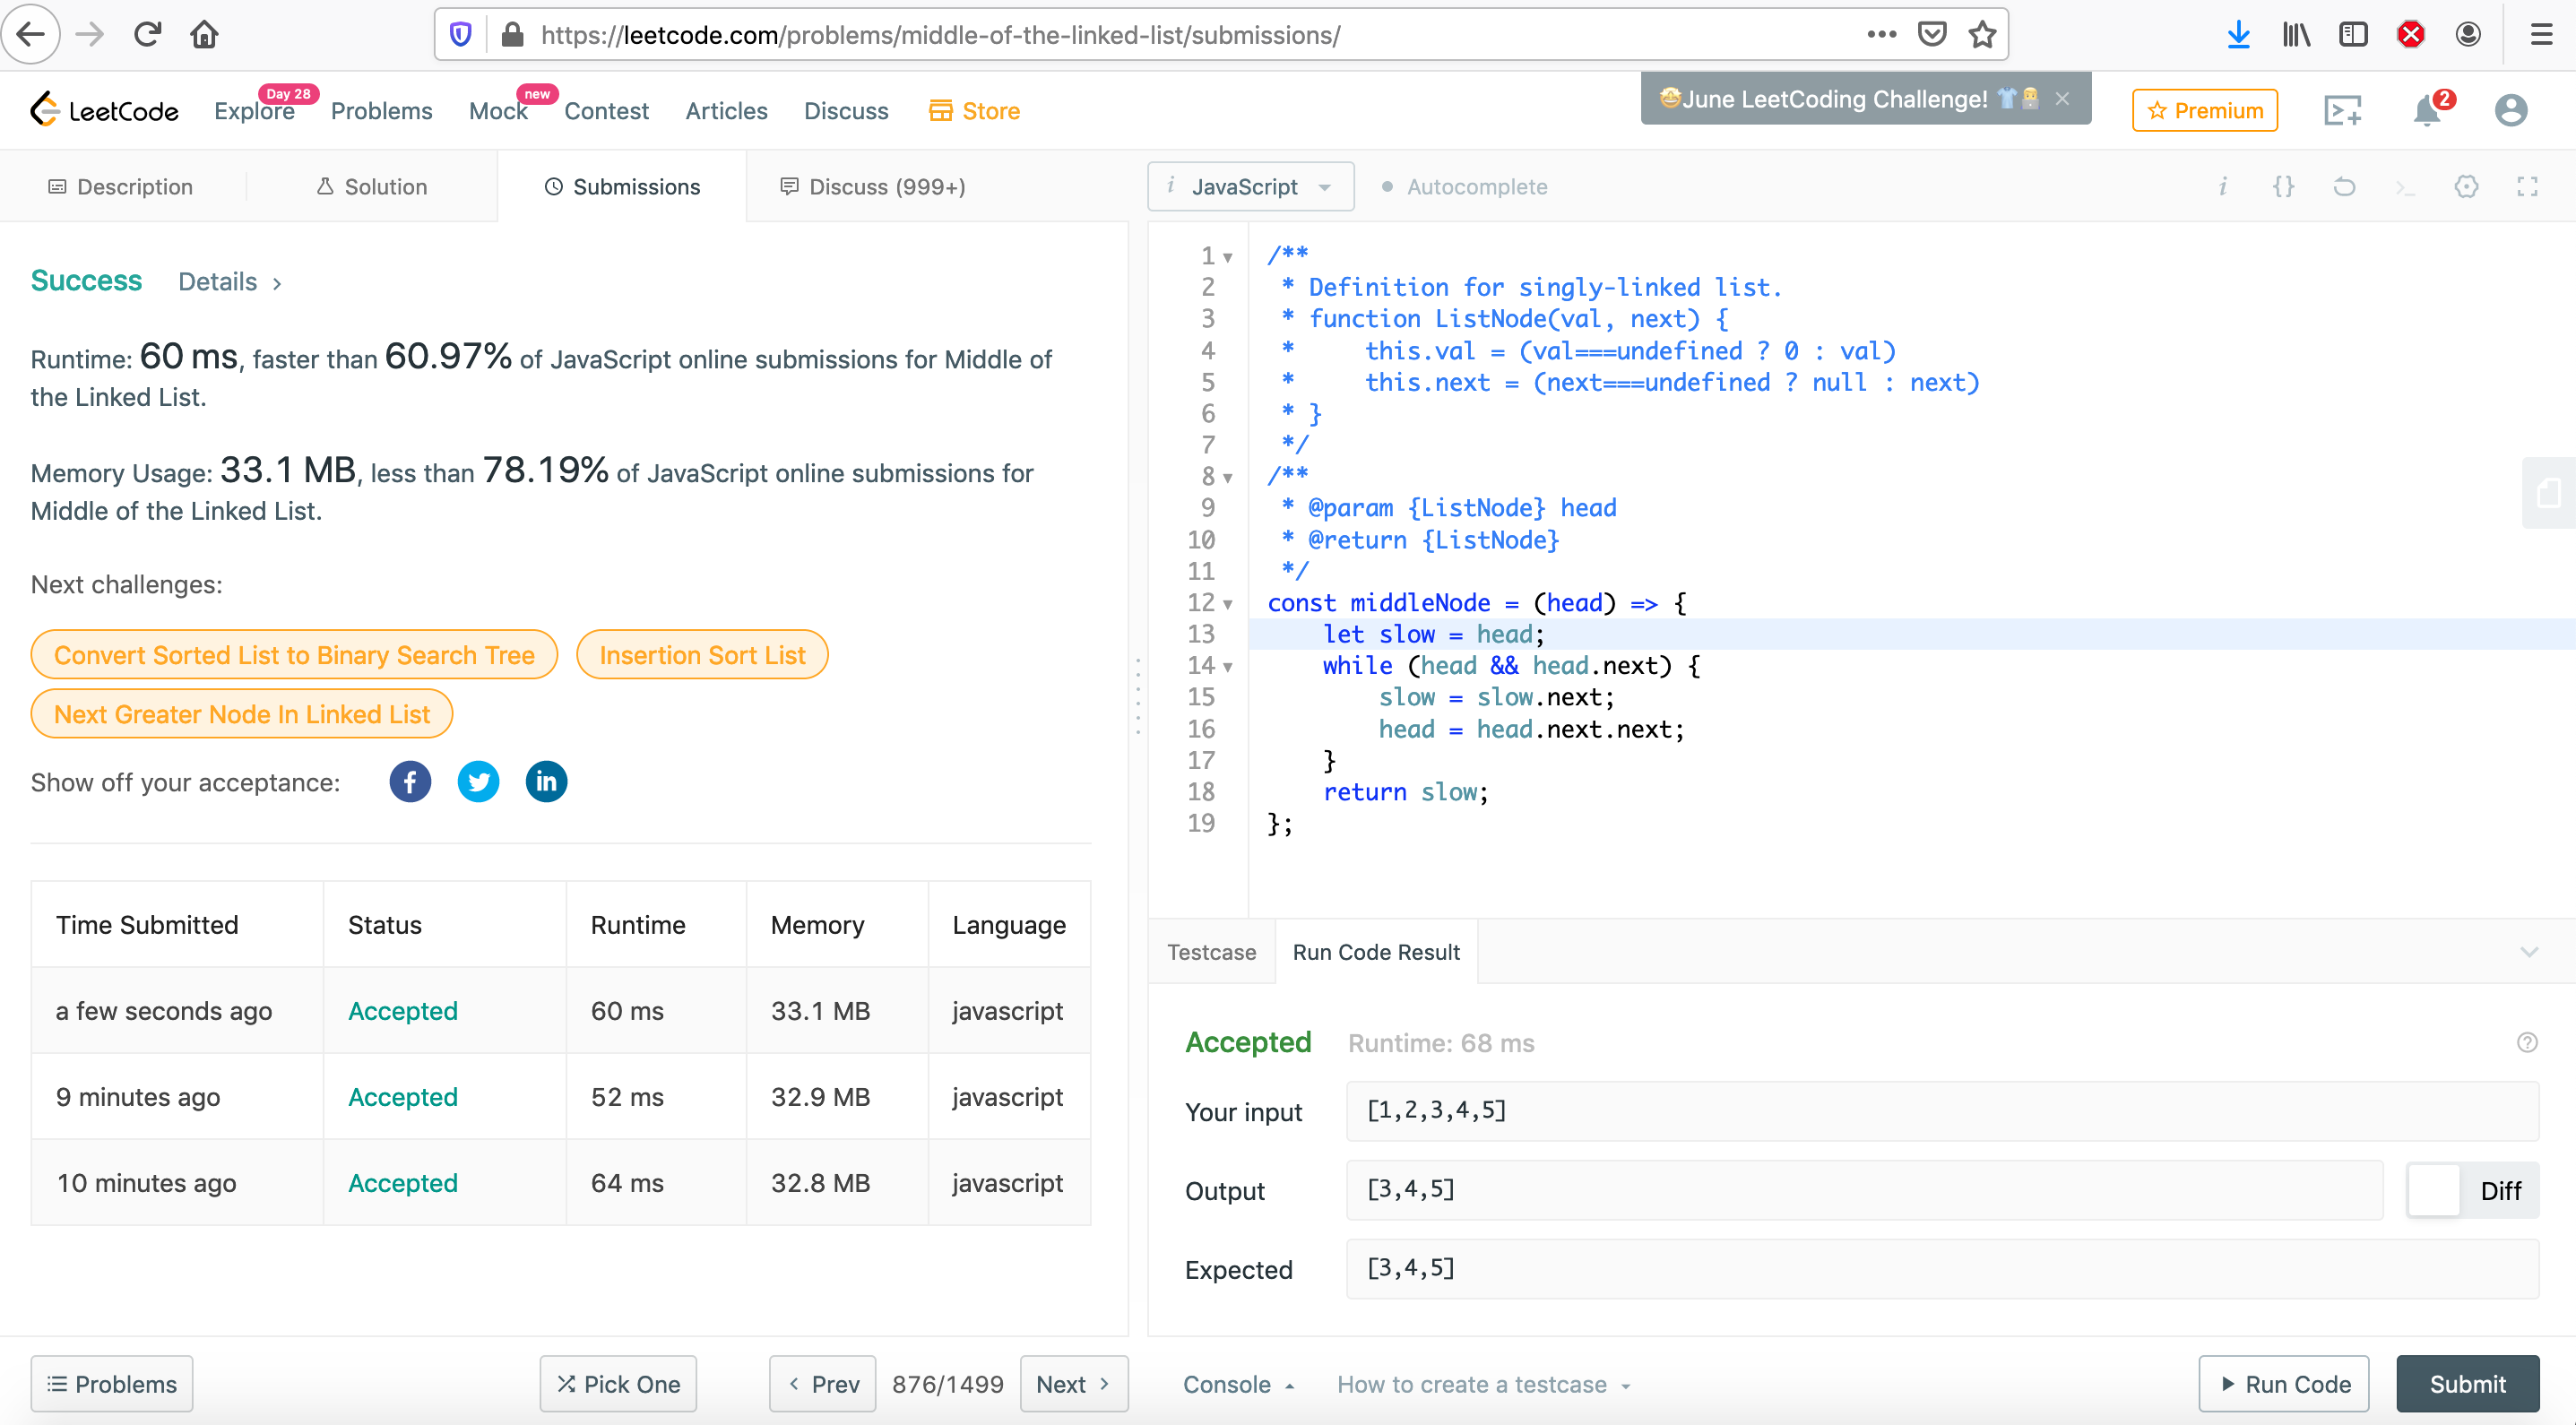 https://leetcode.com/problems/middle-of-the-linked-list/submissions/
LeetCode Explore Day 28 Problems Mock new Contest Articles Discuss Store 🤩June LeetCoding Challenge! 👕👨‍💻 × Premium 2
Description Solution Submissions Discuss (999+)
i JavaScript Autocomplete
Success Details >
Runtime: 60 ms, faster than 60.97% of JavaScript online submissions for Middle of
the Linked List.
Memory Usage: 33.1 MB, less than 78.19% of JavaScript online submissions for
Middle of the Linked List.
Next challenges:
Convert Sorted List to Binary Search Tree Insertion Sort List
Next Greater Node In Linked List
Show off your acceptance:
Time Submitted Status Runtime Memory Language
a few seconds ago Accepted 60 ms 33.1 MB javascript
9 minutes ago Accepted 52 ms 32.9 MB javascript
10 minutes ago Accepted 64 ms 32.8 MB javascript
1 /**
2 * Definition for singly-linked list.
3 * function ListNode(val, next) {
4 *     this.val = (val===undefined ? 0 : val)
5 *     this.next = (next===undefined ? null : next)
6 * }
7 */
8 /**
9 * @param {ListNode} head
10 * @return {ListNode}
11 */
12 const middleNode = (head) => {
13     let slow = head;
14     while (head && head.next) {
15         slow = slow.next;
16         head = head.next.next;
17     }
18     return slow;
19 };
Testcase Run Code Result
Accepted Runtime: 68 ms
Your input [1,2,3,4,5]
Output [3,4,5] Diff
Expected [3,4,5]
Problems Pick One < Prev 876/1499 Next > Console How to create a testcase Run Code Submit